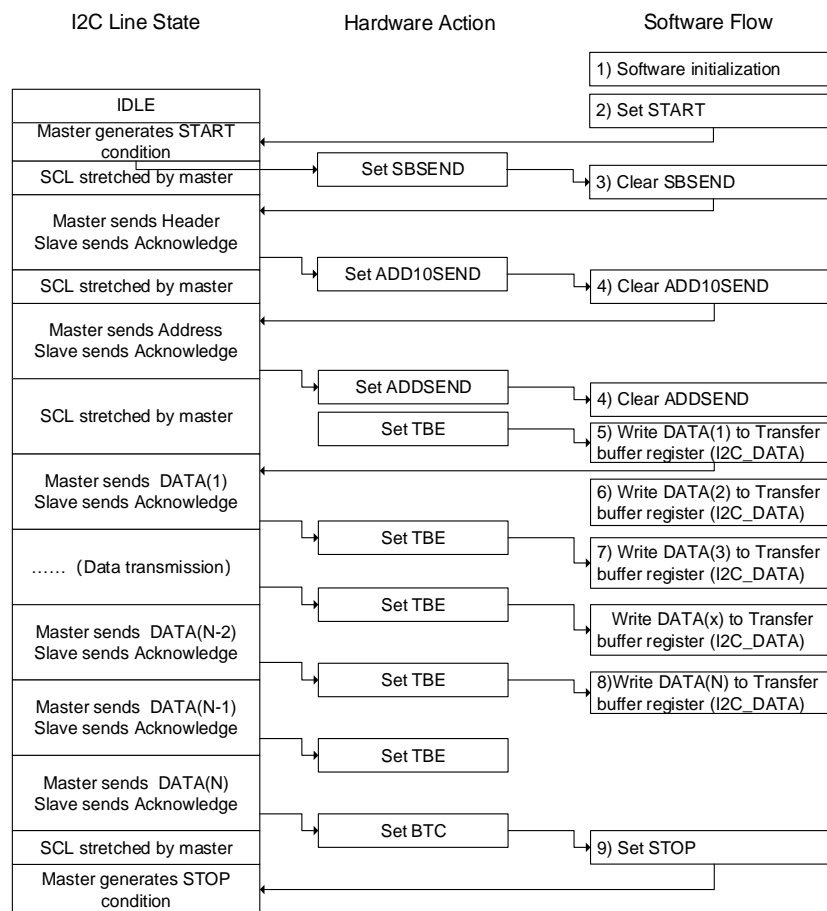 I2C Line State
Hardware Action
Software Flow
1) Software initialization
IDLE
2) Set START
Master generates START
condition
SCL stretched by master
Set SBSEND
3) Clear SBSEND
Master sends Header
Slave sends Acknowledge
SCL stretched by master
Set ADD10SEND
4) Clear ADD10SEND
Master sends Address
Slave sends Acknowledge
SCL stretched by master
Set ADDSEND
4) Clear ADDSEND
Set TBE
5) Write DATA(1) to Transfer
buffer register (I2C_DATA)
Master sends DATA(1)
Slave sends Acknowledge
6) Write DATA(2) to Transfer
buffer register (I2C_DATA)
Set TBE
7) Write DATA(3) to Transfer
buffer register (I2C_DATA)
…… (Data transmission)
Set TBE
Write DATA(x) to Transfer
buffer register (I2C_DATA)
Master sends DATA(N-2)
Slave sends Acknowledge
Set TBE
8)Write DATA(N) to Transfer
buffer register (I2C_DATA)
Master sends DATA(N-1)
Slave sends Acknowledge
Set TBE
Master sends DATA(N)
Slave sends Acknowledge
Set BTC
SCL stretched by master
9) Set STOP
Master generates STOP
condition